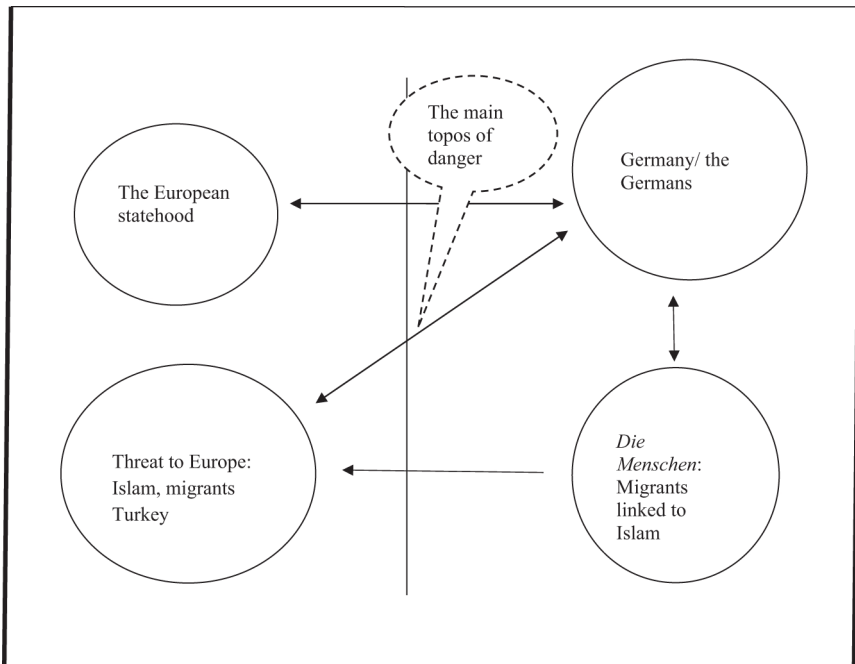 The European
statehood
The main
topos of
danger
Germany/ the
Germans
Threat to Europe:
Islam, migrants
Turkey
Die
Menschen:
Migrants
linked to
Islam